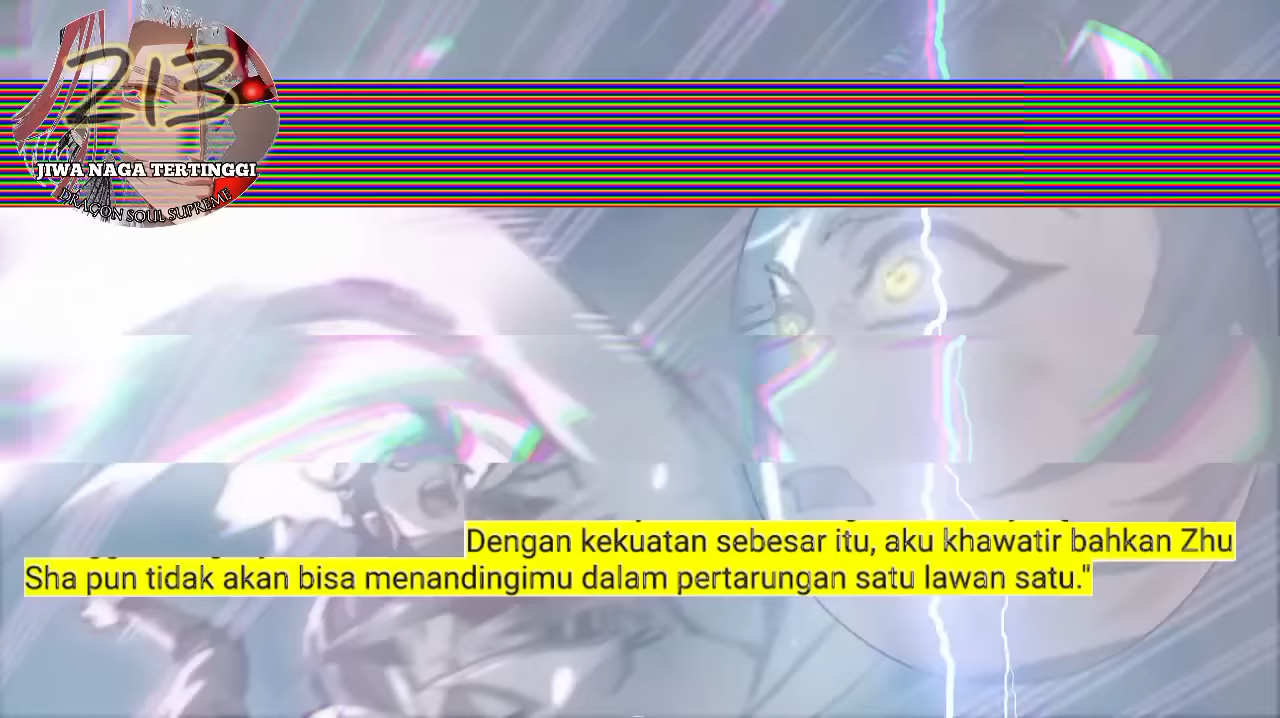 213
JIWA NAGA TERTINGGI
DRAGON SOUL SUPREME
Dengan kekuatan sebesar itu, aku khawatir bahkan Zhu
Sha pun tidak akan bisa menandingimu dalam pertarungan satu lawan satu."